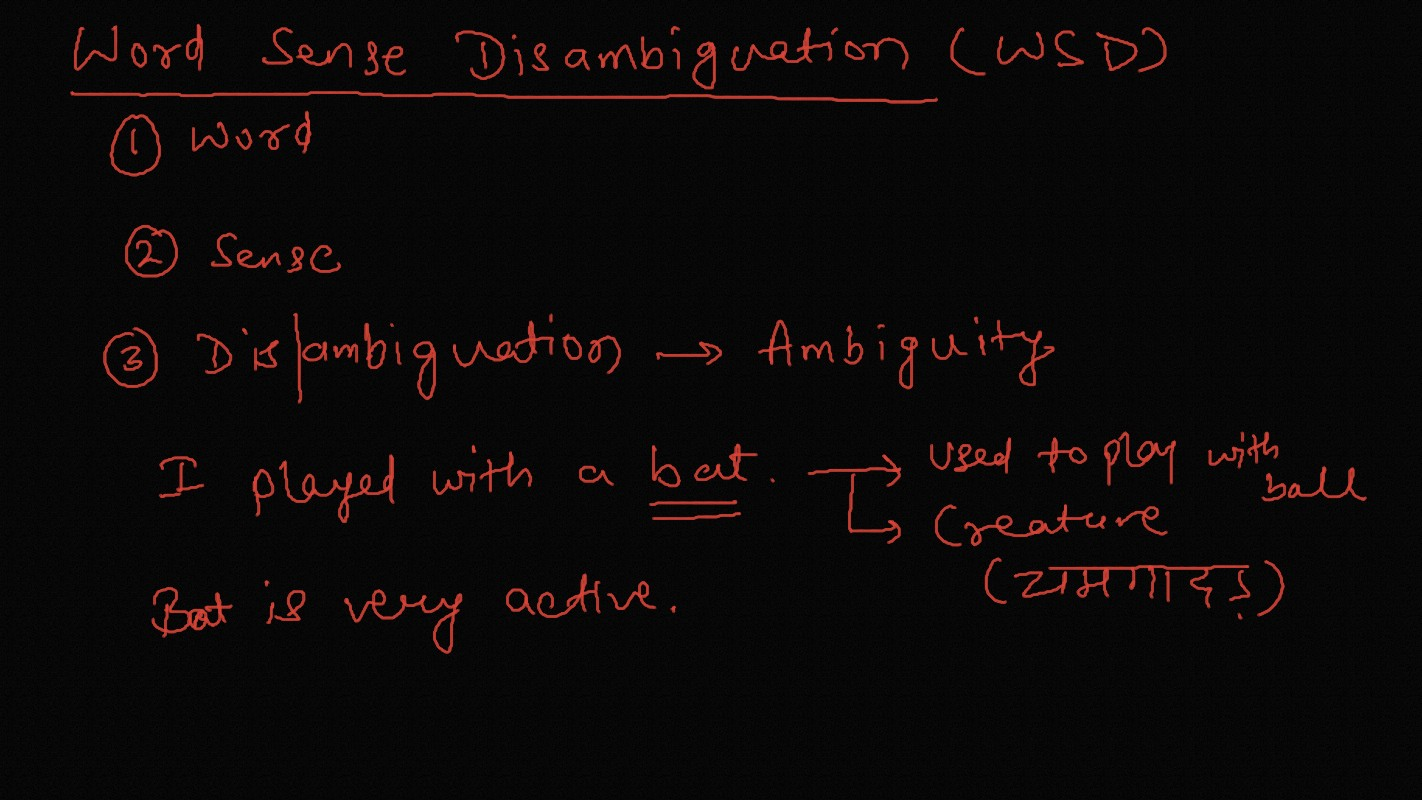 Word Sense Disambiguation (WSD)
① Word
② Sense
③ Dis|ambiguation → Ambiguity
I played with a bat. → used to play with ball
↳ Creature
(चमगादड़)
Bat is very active.